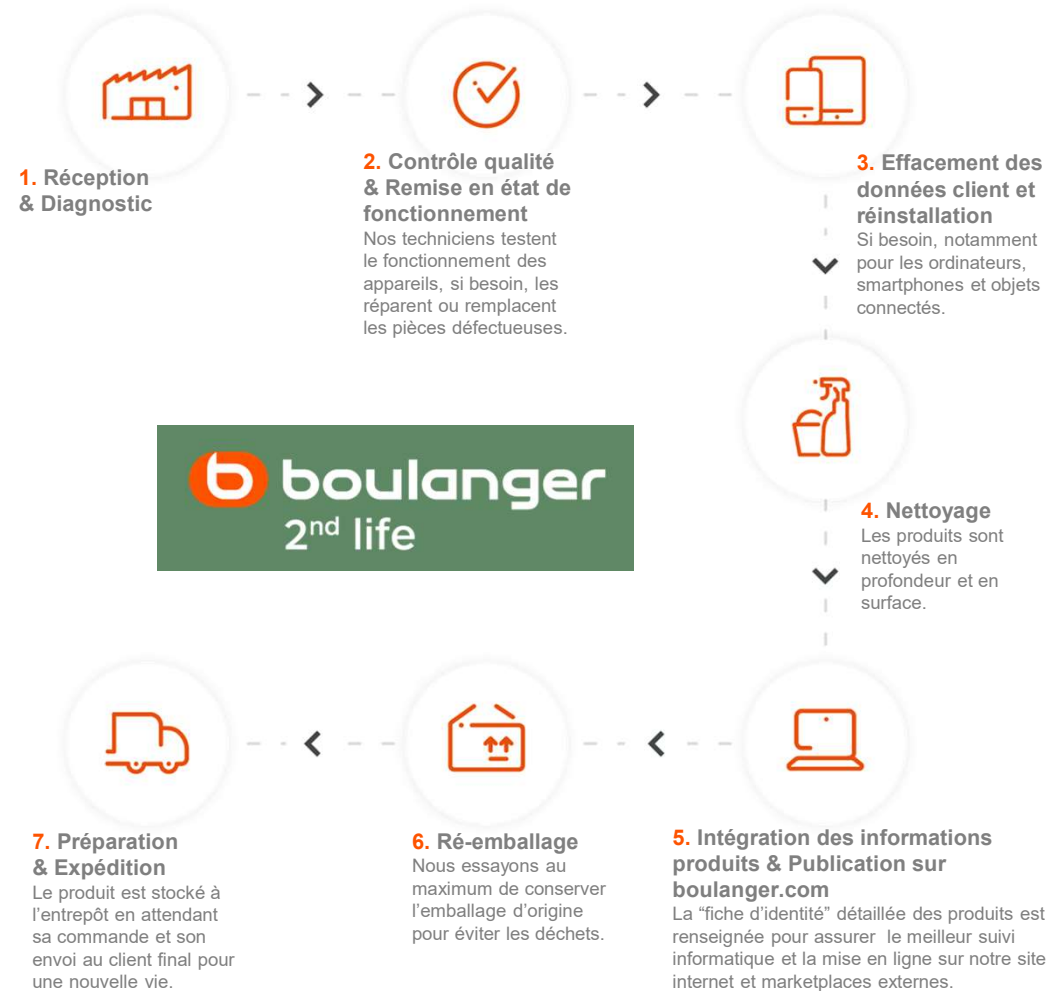 1. Réception
& Diagnostic
2. Contrôle qualité
& Remise en état de
fonctionnement
Nos techniciens testent
le fonctionnement des
appareils, si besoin, les
réparent ou remplacent
les pièces défectueuses.
3. Effacement des
données client et
réinstallation
Si besoin, notamment
pour les ordinateurs,
smartphones et objets
connectés.
b boulanger
2nd life
4. Nettoyage
Les produits sont
nettoyés en
profondeur et en
surface.
5. Intégration des informations
produits & Publication sur
boulanger.com
La “fiche d’identité” détaillée des produits est
renseignée pour assurer le meilleur suivi
informatique et la mise en ligne sur notre site
internet et marketplaces externes.
6. Ré-emballage
Nous essayons au
maximum de conserver
l’emballage d’origine
pour éviter les déchets.
7. Préparation
& Expédition
Le produit est stocké à
l’entrepôt en attendant
sa commande et son
envoi au client final pour
une nouvelle vie.